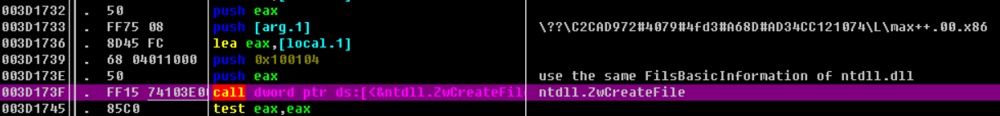 003D1732 . 50 push eax
003D1733 . FF75 08 push [arg.1] \??\C2CAD972#4079#4fd3#A68D#AD34CC121074\L\max++.00.x86
003D1736 . 8D45 FC lea eax,[local.1]
003D1739 . 68 04011000 push 0x100104
003D173E . 50 push eax use the same FilsBasicInformation of ntdll.dll
003D173F . FF15 74103E0 call dword ptr ds:[<&ntdll.ZwCreateFile ntdll.ZwCreateFile
003D1745 . 85C0 test eax,eax